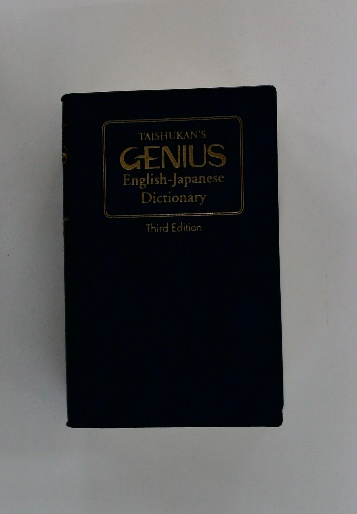 TAISHUKAN'S
GENIUS
English-Japanese
Dictionary
Third Edition